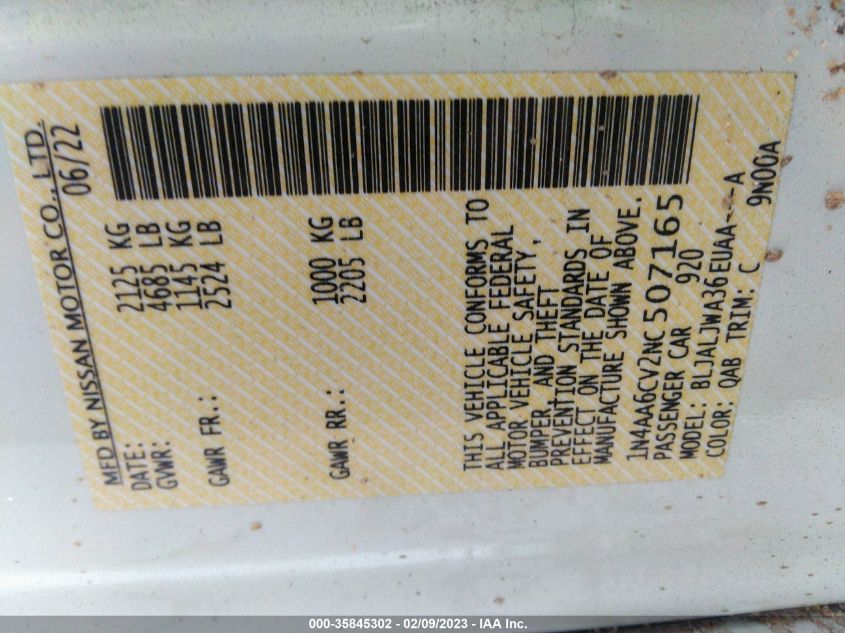 MFD BY NISSAN MOTOR CO., LTD.
DATE: 06/22
GVWR: 2125 KG
4685 LB
GAWR FR.: 1145 KG
2524 LB
GAWR RR.: 1000 KG
2205 LB
THIS VEHICLE CONFORMS TO
ALL APPLICABLE FEDERAL
MOTOR VEHICLE SAFETY,
BUMPER AND THEFT
PREVENTION STANDARDS IN
EFFECT ON THE DATE OF
MANUFACTURE SHOWN ABOVE.
1N4AA6CV2NC507165
PASSENGER CAR 920
MODEL: BLJALJWA36EUAA---A
COLOR: QAB TRIM: C 9N00A
000-35845302 - 02/09/2023 - IAA Inc.